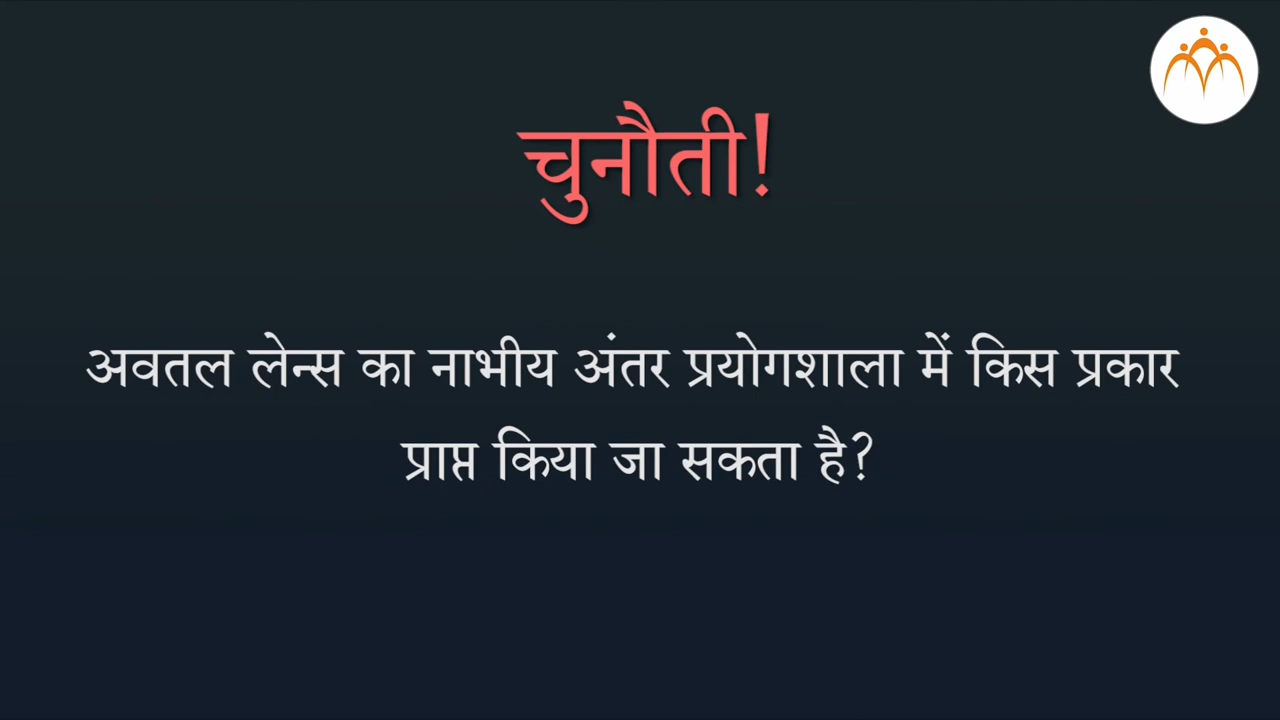 चुनौती!
अवतल लेन्स का नाभीय अंतर प्रयोगशाला में किस प्रकार
प्राप्त किया जा सकता है?